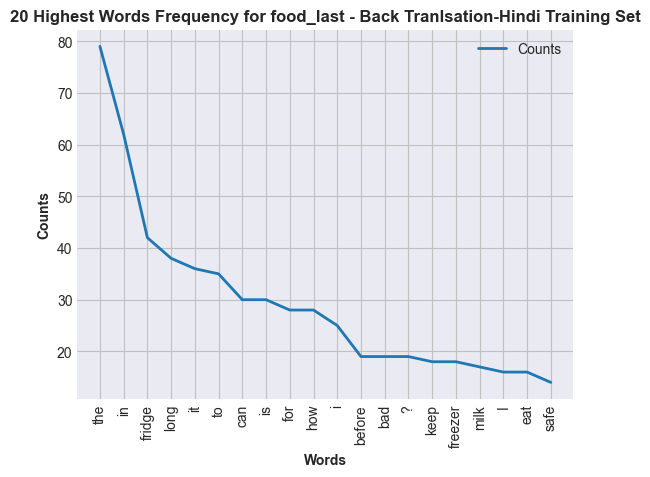 20 Highest Words Frequency for food_last - Back Tranlsation-Hindi Training Set
Counts
80
70
60
50
40
30
20
Counts
the
in
fridge
long
it
to
can
is
for
how
i
before
bad
?
keep
freezer
milk
I
eat
safe
Words